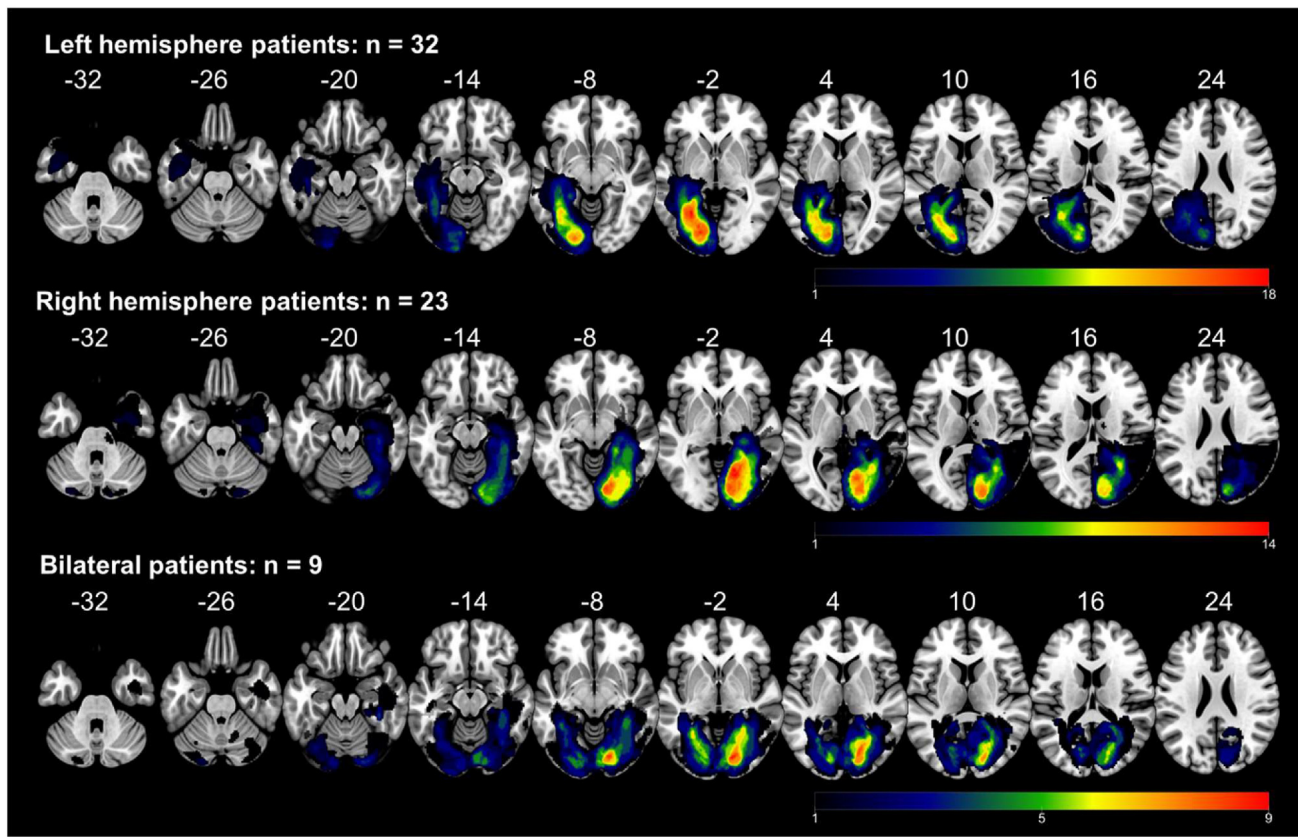 Left hemisphere patients: n = 32
-32 -26 -20 -14 -8 -2 4 10 16 24
1 18
Right hemisphere patients: n = 23
-32 -26 -20 -14 -8 -2 4 10 16 24
1 14
Bilateral patients: n = 9
-32 -26 -20 -14 -8 -2 4 10 16 24
1 5 9